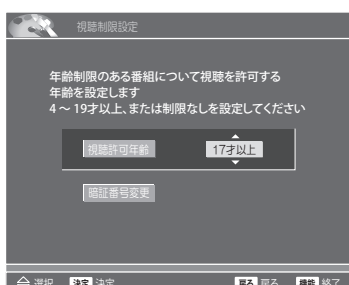 視聴制限設定
年齢制限のある番組について視聴を許可する
年齢を設定します
4～19才以上、または制限なしを設定してください
視聴許可年齢 17才以上
暗証番号変更
選択 決定 決定 戻る 戻る 機能 終了